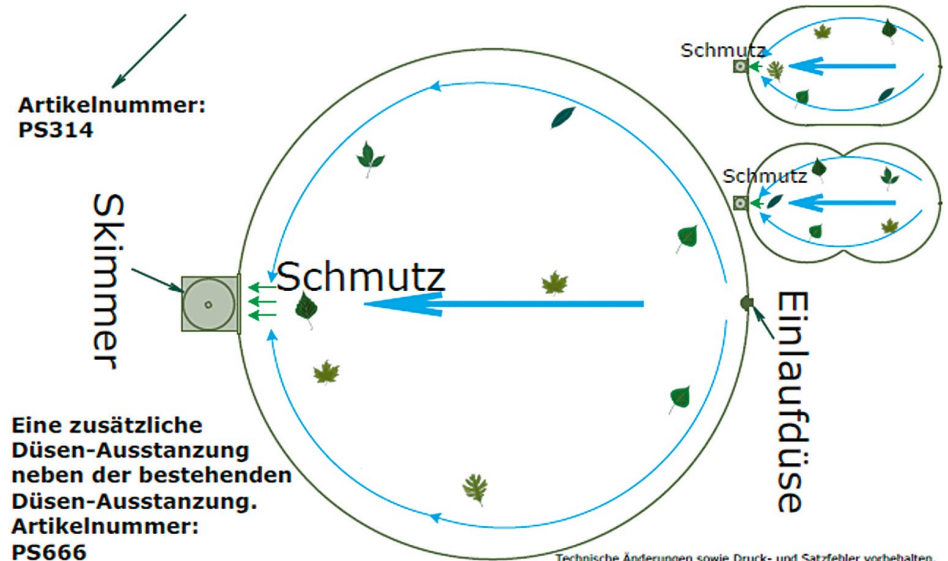 Artikelnummer:
PS314
Skimmer
Schmutz
Einlaufdüse
Schmutz
Schmutz
Eine zusätzliche
Düsen-Ausstanzung
neben der bestehenden
Düsen-Ausstanzung.
Artikelnummer:
PS666
Technische Änderungen sowie Druck- und Satzfehler vorbehalten.